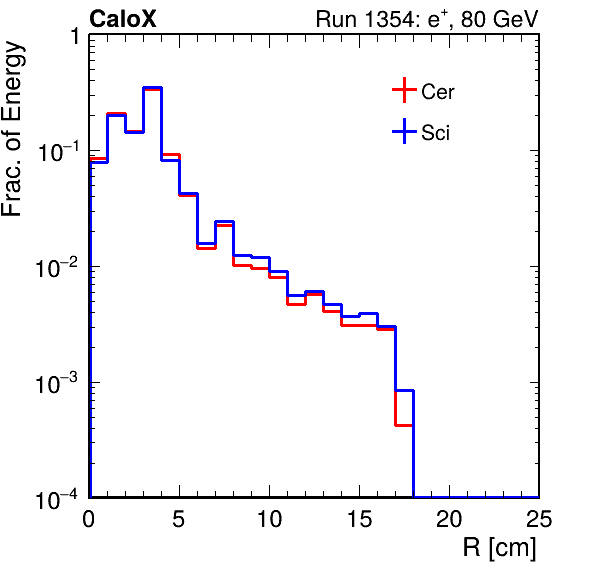 CaloX Run 1354: e⁺, 80 GeV
Frac. of Energy
Cer
Sci
1
10⁻¹
10⁻²
10⁻³
10⁻⁴
0 5 10 15 20 25
R [cm]